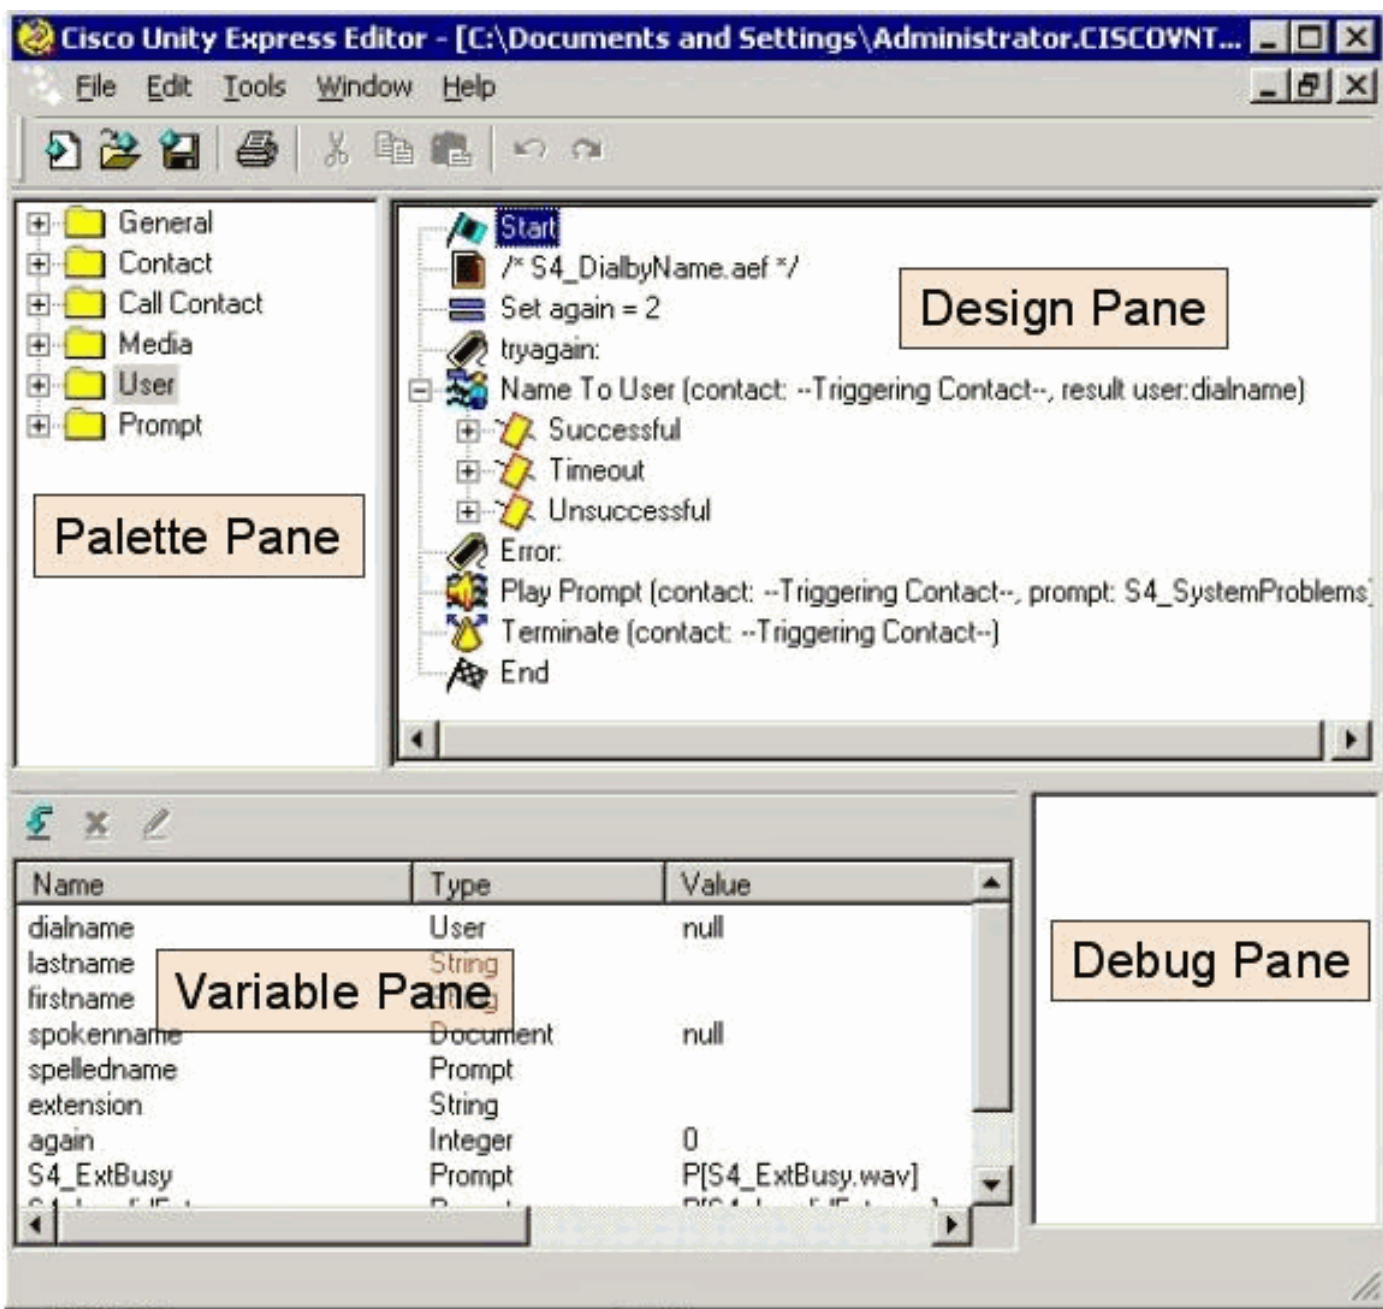 Cisco Unity Express Editor - [C:\Documents and Settings\Administrator.CISCOVNT...
File Edit Tools Window Help
General
Contact
Call Contact
Media
User
Prompt
Palette Pane
Start
/* S4_DialbyName.aef */
Set again = 2
tryagain:
Name To User (contact: --Triggering Contact--, result user:dialname)
Successful
Timeout
Unsuccessful
Error:
Play Prompt (contact: --Triggering Contact--, prompt: S4_SystemProblems)
Terminate (contact: --Triggering Contact--)
End
Design Pane
Name Type Value
dialname User null
lastname String
firstname String
spokenname Document null
spelledname Prompt
extension String
again Integer 0
S4_ExtBusy Prompt P[S4_ExtBusy.wav]
Variable Pane
Debug Pane